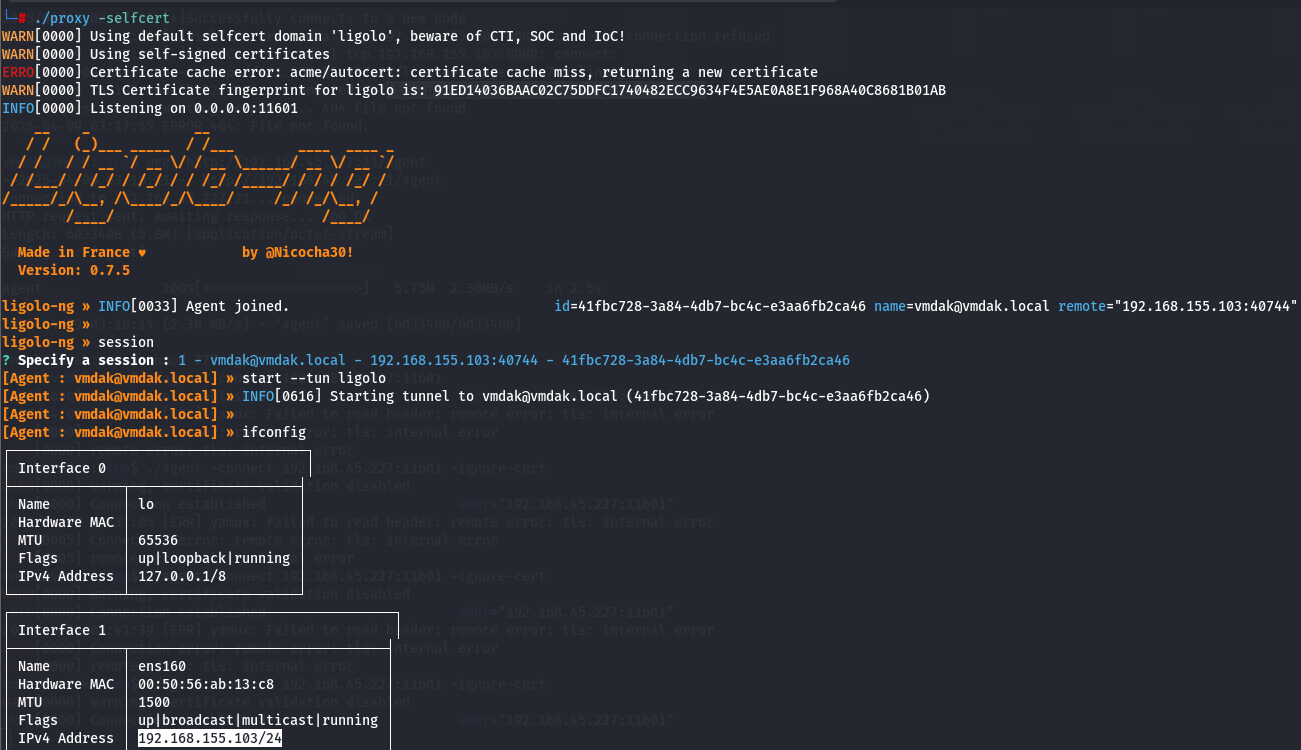 └─# ./proxy -selfcert
WARN[0000] Using default selfcert domain 'ligolo', beware of CTI, SOC and IoC!
WARN[0000] Using self-signed certificates
ERRO[0000] Certificate cache error: acme/autocert: certificate cache miss, returning a new certificate
WARN[0000] TLS Certificate fingerprint for ligolo is: 91ED14036BAAC02C75DDFC1740482ECC9634F4E5AE0A8E1F968A40C8681B01AB
INFO[0000] Listening on 0.0.0.0:11601
Made in France ♥ by @Nicocha30!
Version: 0.7.5
ligolo-ng » INFO[0033] Agent joined. id=41fbc728-3a84-4db7-bc4c-e3aa6fb2ca46 name=vmdak@vmdak.local remote="192.168.155.103:40744"
ligolo-ng »
ligolo-ng » session
? Specify a session : 1 - vmdak@vmdak.local - 192.168.155.103:40744 - 41fbc728-3a84-4db7-bc4c-e3aa6fb2ca46
[Agent : vmdak@vmdak.local] » start --tun ligolo
[Agent : vmdak@vmdak.local] » INFO[0616] Starting tunnel to vmdak@vmdak.local (41fbc728-3a84-4db7-bc4c-e3aa6fb2ca46)
[Agent : vmdak@vmdak.local] »
[Agent : vmdak@vmdak.local] » ifconfig
Interface 0
Name lo
Hardware MAC
MTU 65536
Flags up|loopback|running
IPv4 Address 127.0.0.1/8
Interface 1
Name ens160
Hardware MAC 00:50:56:ab:13:c8
MTU 1500
Flags up|broadcast|multicast|running
IPv4 Address 192.168.155.103/24